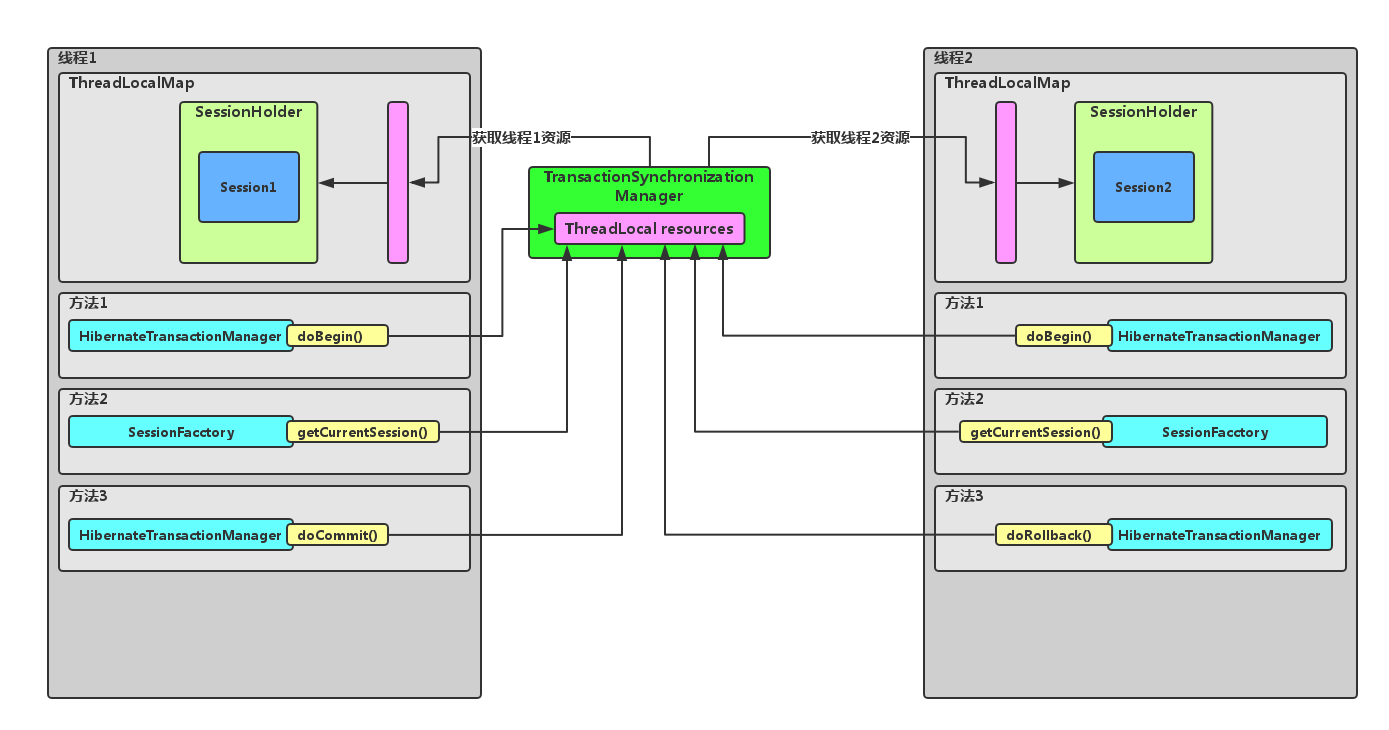 线程1
ThreadLocalMap
SessionHolder
Session1
方法1
HibernateTransactionManager
doBegin()
方法2
SessionFacctory
getCurrentSession()
方法3
HibernateTransactionManager
doCommit()
获取线程1资源
获取线程2资源
TransactionSynchronization
Manager
ThreadLocal resources
线程2
ThreadLocalMap
SessionHolder
Session2
方法1
doBegin()
HibernateTransactionManager
方法2
getCurrentSession()
SessionFacctory
方法3
doRollback()
HibernateTransactionManager